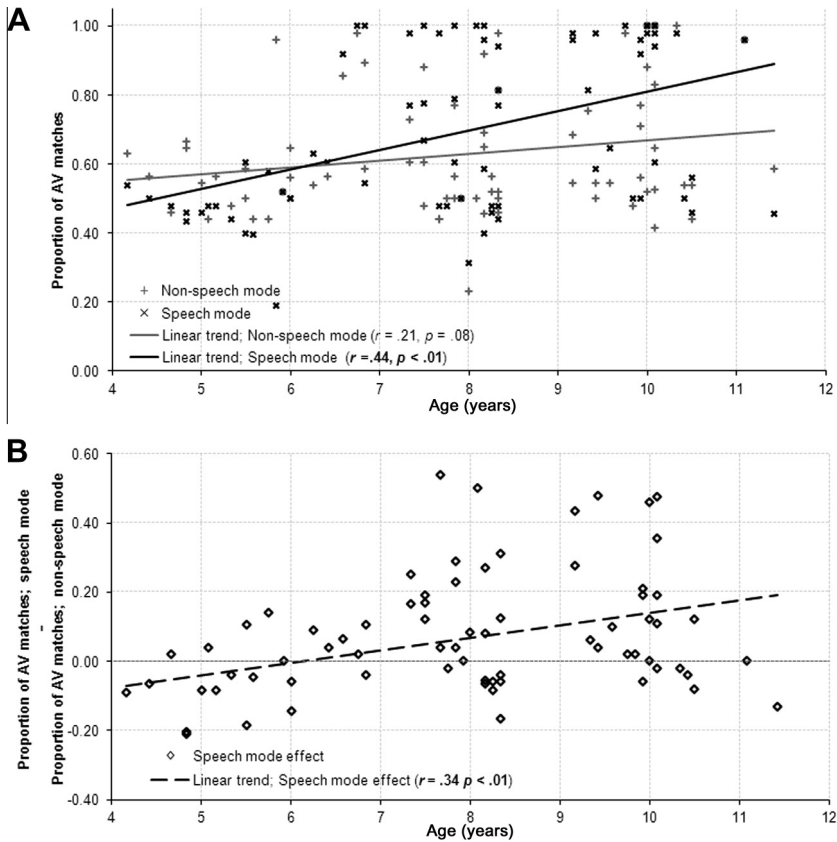 A
Proportion of AV matches
1.00
0.80
0.60
0.40
0.20
0.00
Non-speech mode
Speech mode
Linear trend; Non-speech mode (r = .21, p = .08)
Linear trend; Speech mode (r =.44, p < .01)
4 5 6 7 8 9 10 11 12
Age (years)
B
Proportion of AV matches; speech mode
-
Proportion of AV matches; non-speech mode
0.60
0.40
0.20
0.00
-0.20
-0.40
Speech mode effect
Linear trend; Speech mode effect (r = .34 p < .01)
4 5 6 7 8 9 10 11 12
Age (years)